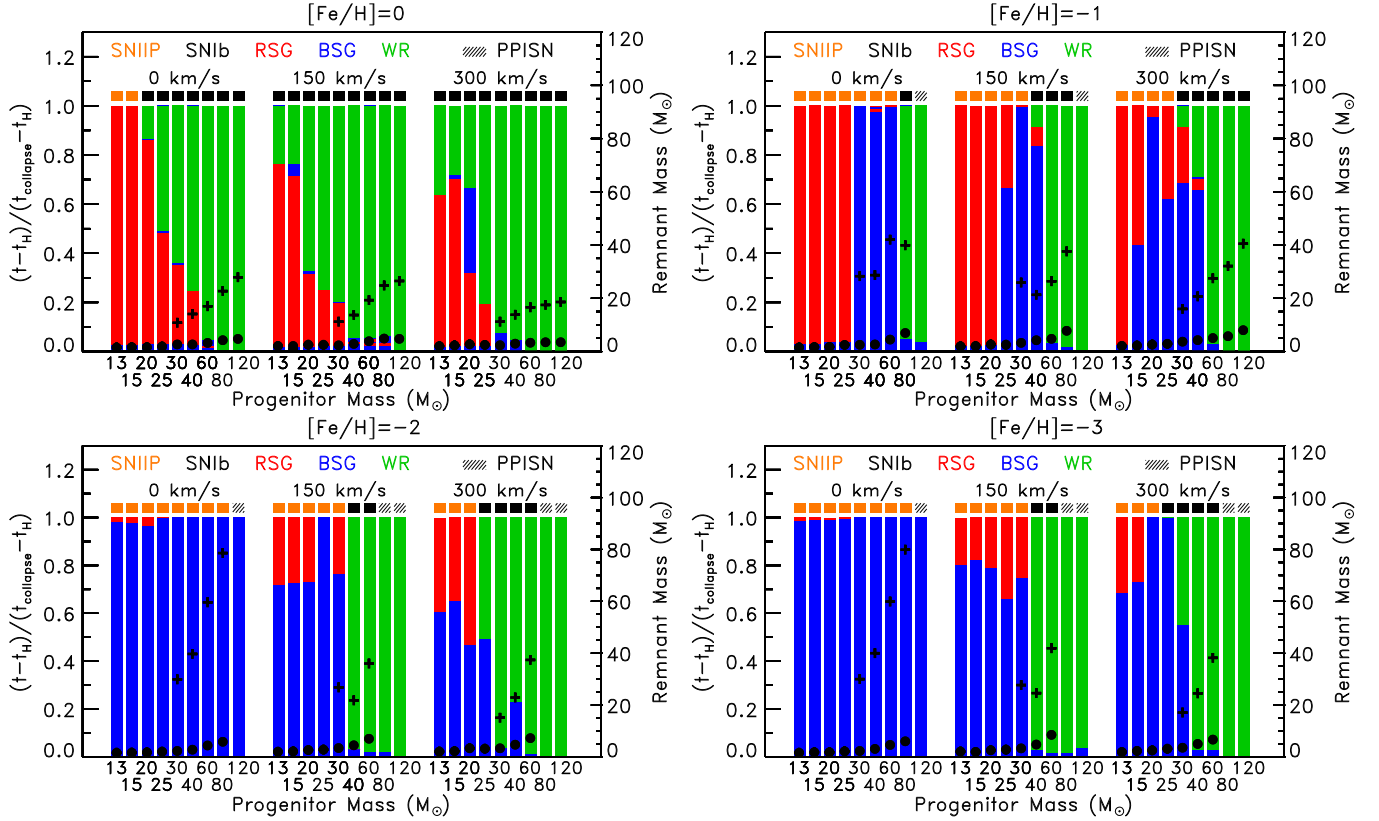 [Fe/H]=0
SNIIP SNIb RSG BSG WR PPISN
0 km/s 150 km/s 300 km/s
1.2
1.0
0.8
0.6
0.4
0.2
0.0
(t−t_H)/(t_collapse−t_H)
120
100
80
60
40
20
0
Remnant Mass (M☉)
13 20 30 60 120 13 20 30 60 120 13 20 30 60 120
15 25 40 80 15 25 40 80 15 25 40 80
Progenitor Mass (M☉)
[Fe/H]=−1
SNIIP SNIb RSG BSG WR PPISN
0 km/s 150 km/s 300 km/s
1.2
1.0
0.8
0.6
0.4
0.2
0.0
(t−t_H)/(t_collapse−t_H)
120
100
80
60
40
20
0
Remnant Mass (M☉)
13 20 30 60 120 13 20 30 60 120 13 20 30 60 120
15 25 40 80 15 25 40 80 15 25 40 80
Progenitor Mass (M☉)
[Fe/H]=−2
SNIIP SNIb RSG BSG WR PPISN
0 km/s 150 km/s 300 km/s
1.2
1.0
0.8
0.6
0.4
0.2
0.0
(t−t_H)/(t_collapse−t_H)
120
100
80
60
40
20
0
Remnant Mass (M☉)
13 20 30 60 120 13 20 30 60 120 13 20 30 60 120
15 25 40 80 15 25 40 80 15 25 40 80
Progenitor Mass (M☉)
[Fe/H]=−3
SNIIP SNIb RSG BSG WR PPISN
0 km/s 150 km/s 300 km/s
1.2
1.0
0.8
0.6
0.4
0.2
0.0
(t−t_H)/(t_collapse−t_H)
120
100
80
60
40
20
0
Remnant Mass (M☉)
13 20 30 60 120 13 20 30 60 120 13 20 30 60 120
15 25 40 80 15 25 40 80 15 25 40 80
Progenitor Mass (M☉)